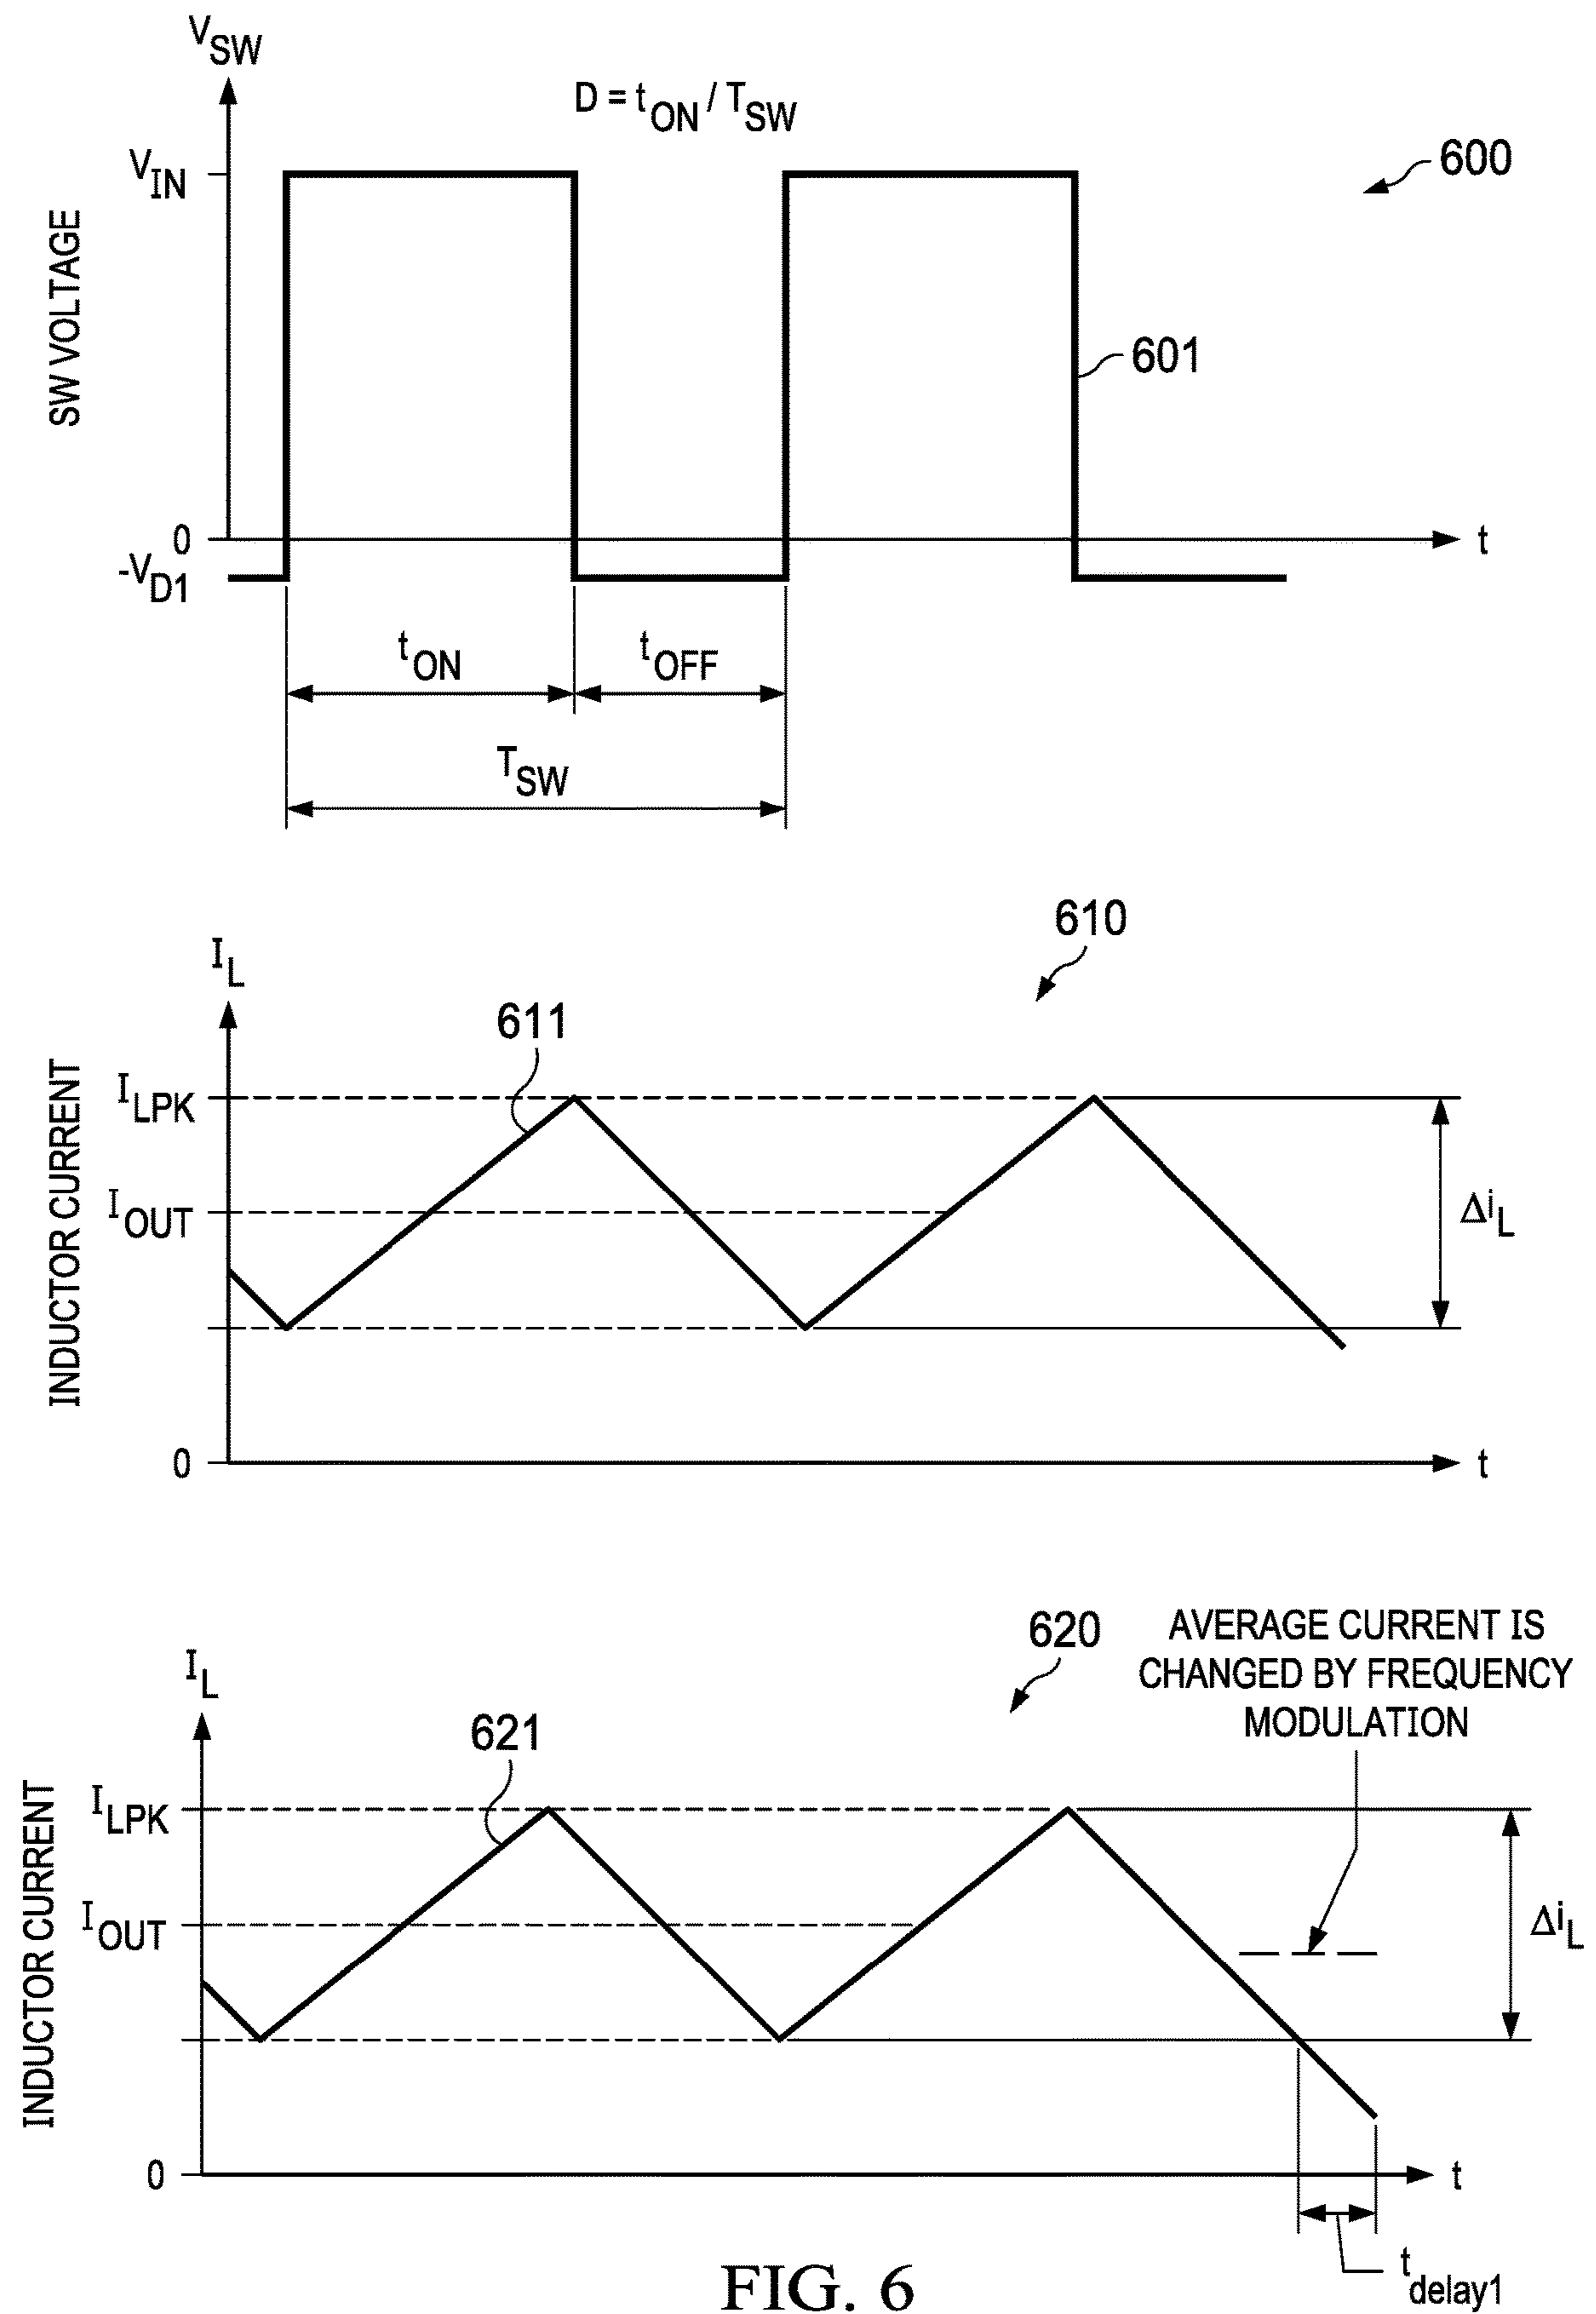 V_SW
D = t_ON / T_SW
V_IN
600
SW VOLTAGE
601
0
t
-V_D1
t_ON
t_OFF
T_SW
610
I_L
611
INDUCTOR CURRENT
I_LPK
I_OUT
Δi_L
0
t
620
AVERAGE CURRENT IS
CHANGED BY FREQUENCY
MODULATION
I_L
621
INDUCTOR CURRENT
I_LPK
I_OUT
Δi_L
0
t
t_delay1
FIG. 6